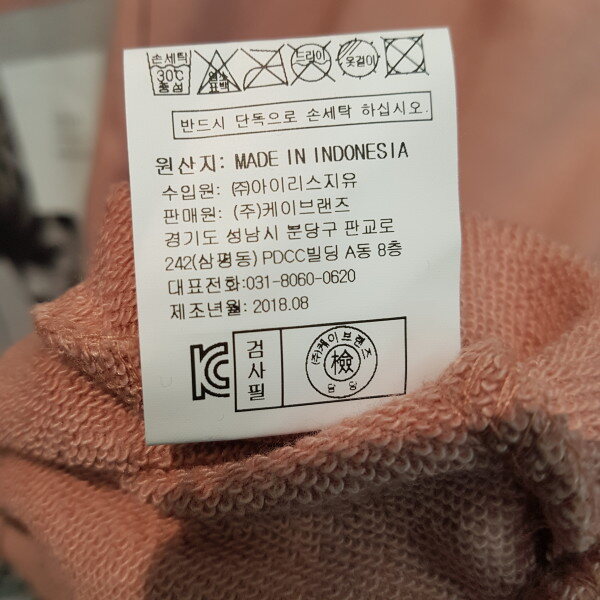 손세탁 30℃ 중성 염소 표백 드라이 옷걸이
반드시 단독으로 손세탁 하십시오.
원산지: MADE IN INDONESIA
수입원: ㈜아이리스지유
판매원: (주)케이브랜즈
경기도 성남시 분당구 판교로
242(삼평동) PDCC빌딩 A동 8층
대표전화:031-8060-0620
제조년월: 2018.08
검사필
(주)케이브랜즈
檢